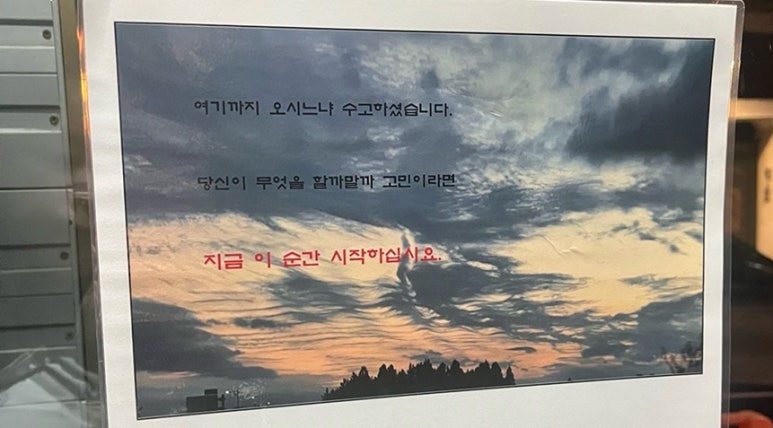 여기까지 오시느냐 수고하셨습니다.
당신이 무엇을 할까말까 고민이라면
지금 이 순간 시작하십시요.